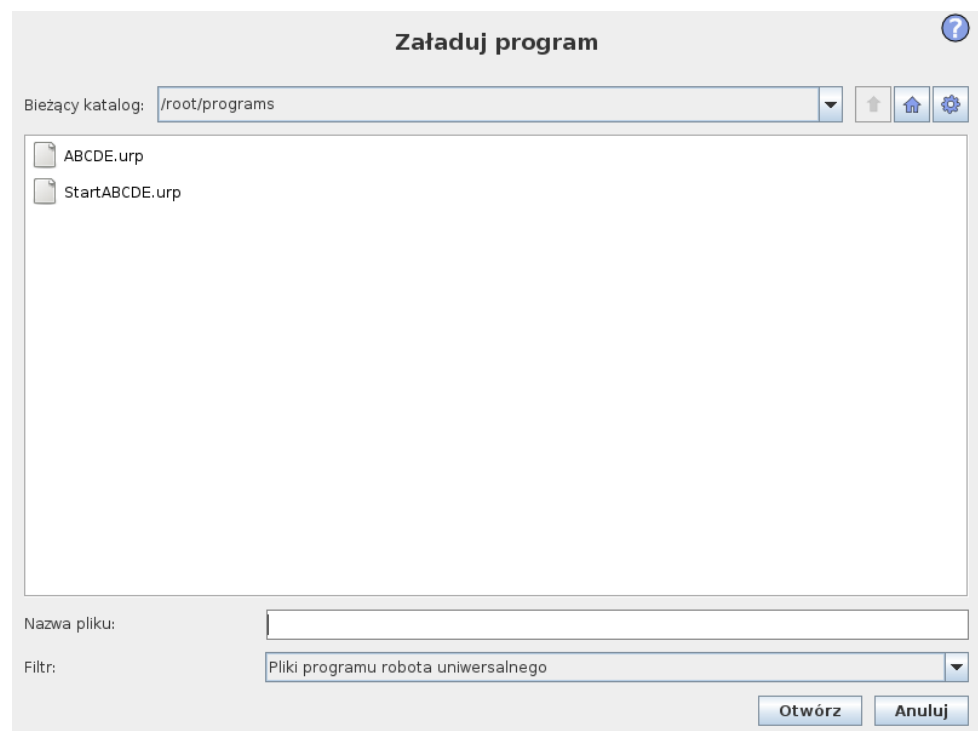 Załaduj program
?
Bieżący katalog: /root/programs
ABCDE.urp
StartABCDE.urp
Nazwa pliku:
Filtr: Pliki programu robota uniwersalnego
Otwórz Anuluj